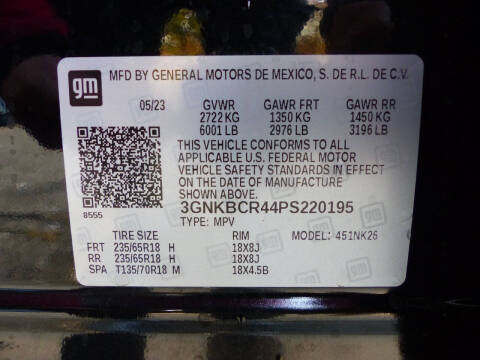 gm
MFD BY GENERAL MOTORS DE MEXICO, S. DE R.L. DE C.V.
05/23 GVWR GAWR FRT GAWR RR
2722 KG 1350 KG 1450 KG
6001 LB 2976 LB 3196 LB
THIS VEHICLE CONFORMS TO ALL
APPLICABLE U.S. FEDERAL MOTOR
VEHICLE SAFETY STANDARDS IN EFFECT
ON THE DATE OF MANUFACTURE
SHOWN ABOVE.
8555 3GNKBCR44PS220195
TYPE: MPV
TIRE SIZE RIM MODEL: 451NK26
FRT 235/65R18 H 18X8J
RR 235/65R18 H 18X8J
SPA T135/70R18 M 18X4.5B